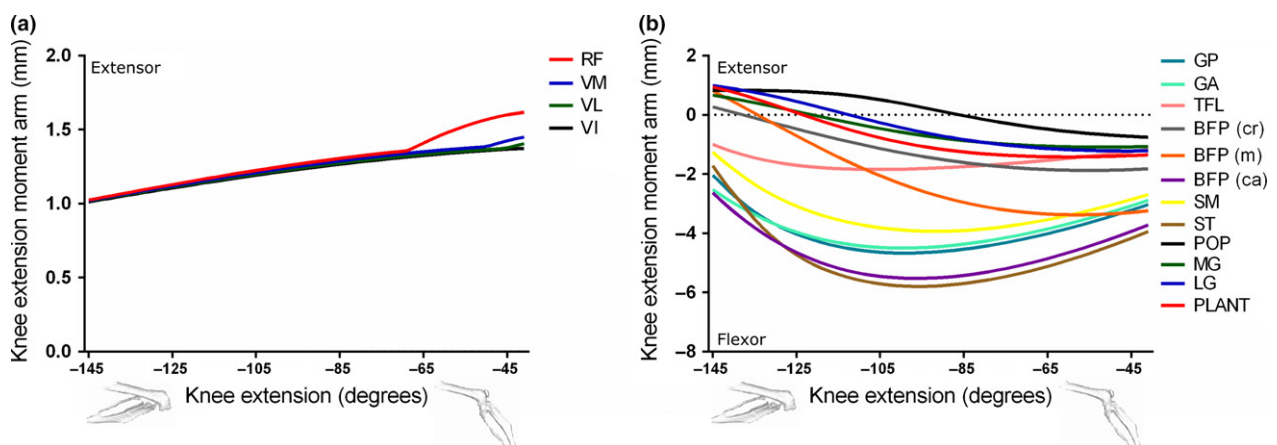 (a)
Knee extension moment arm (mm)
2.0
1.5
1.0
0.5
0.0
Extensor
RF
VM
VL
VI
−145
−125
−105
−85
−65
−45
Knee extension (degrees)
(b)
Knee extension moment arm (mm)
2
0
−2
−4
−6
−8
Extensor
Flexor
GP
GA
TFL
BFP (cr)
BFP (m)
BFP (ca)
SM
ST
POP
MG
LG
PLANT
−145
−125
−105
−85
−65
−45
Knee extension (degrees)